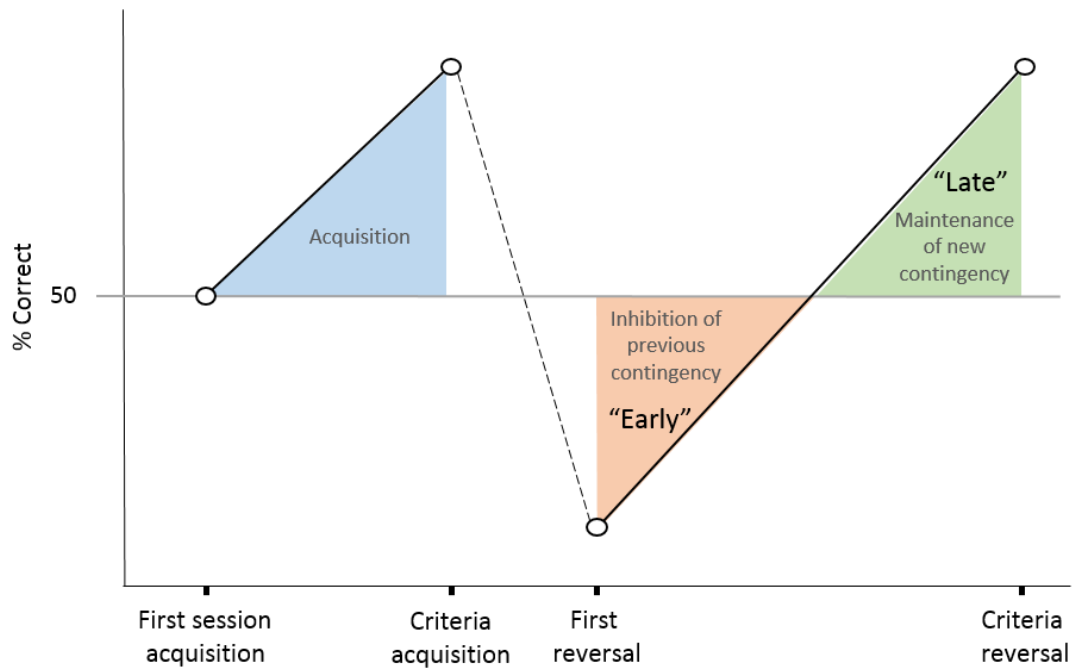 % Correct
50
Acquisition
Inhibition of
previous
contingency
“Early”
“Late”
Maintenance
of new
contingency
First session
acquisition
Criteria
acquisition
First
reversal
Criteria
reversal